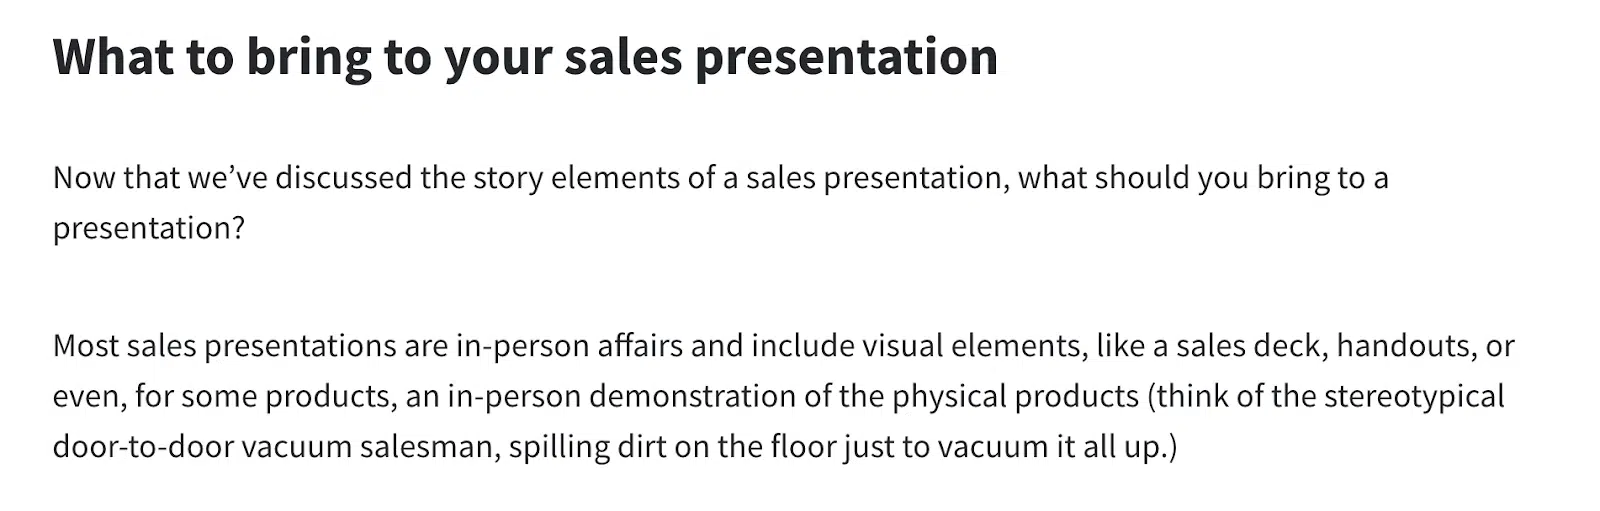 What to bring to your sales presentation
Now that we’ve discussed the story elements of a sales presentation, what should you bring to a
presentation?
Most sales presentations are in-person affairs and include visual elements, like a sales deck, handouts, or
even, for some products, an in-person demonstration of the physical products (think of the stereotypical
door-to-door vacuum salesman, spilling dirt on the floor just to vacuum it all up.)